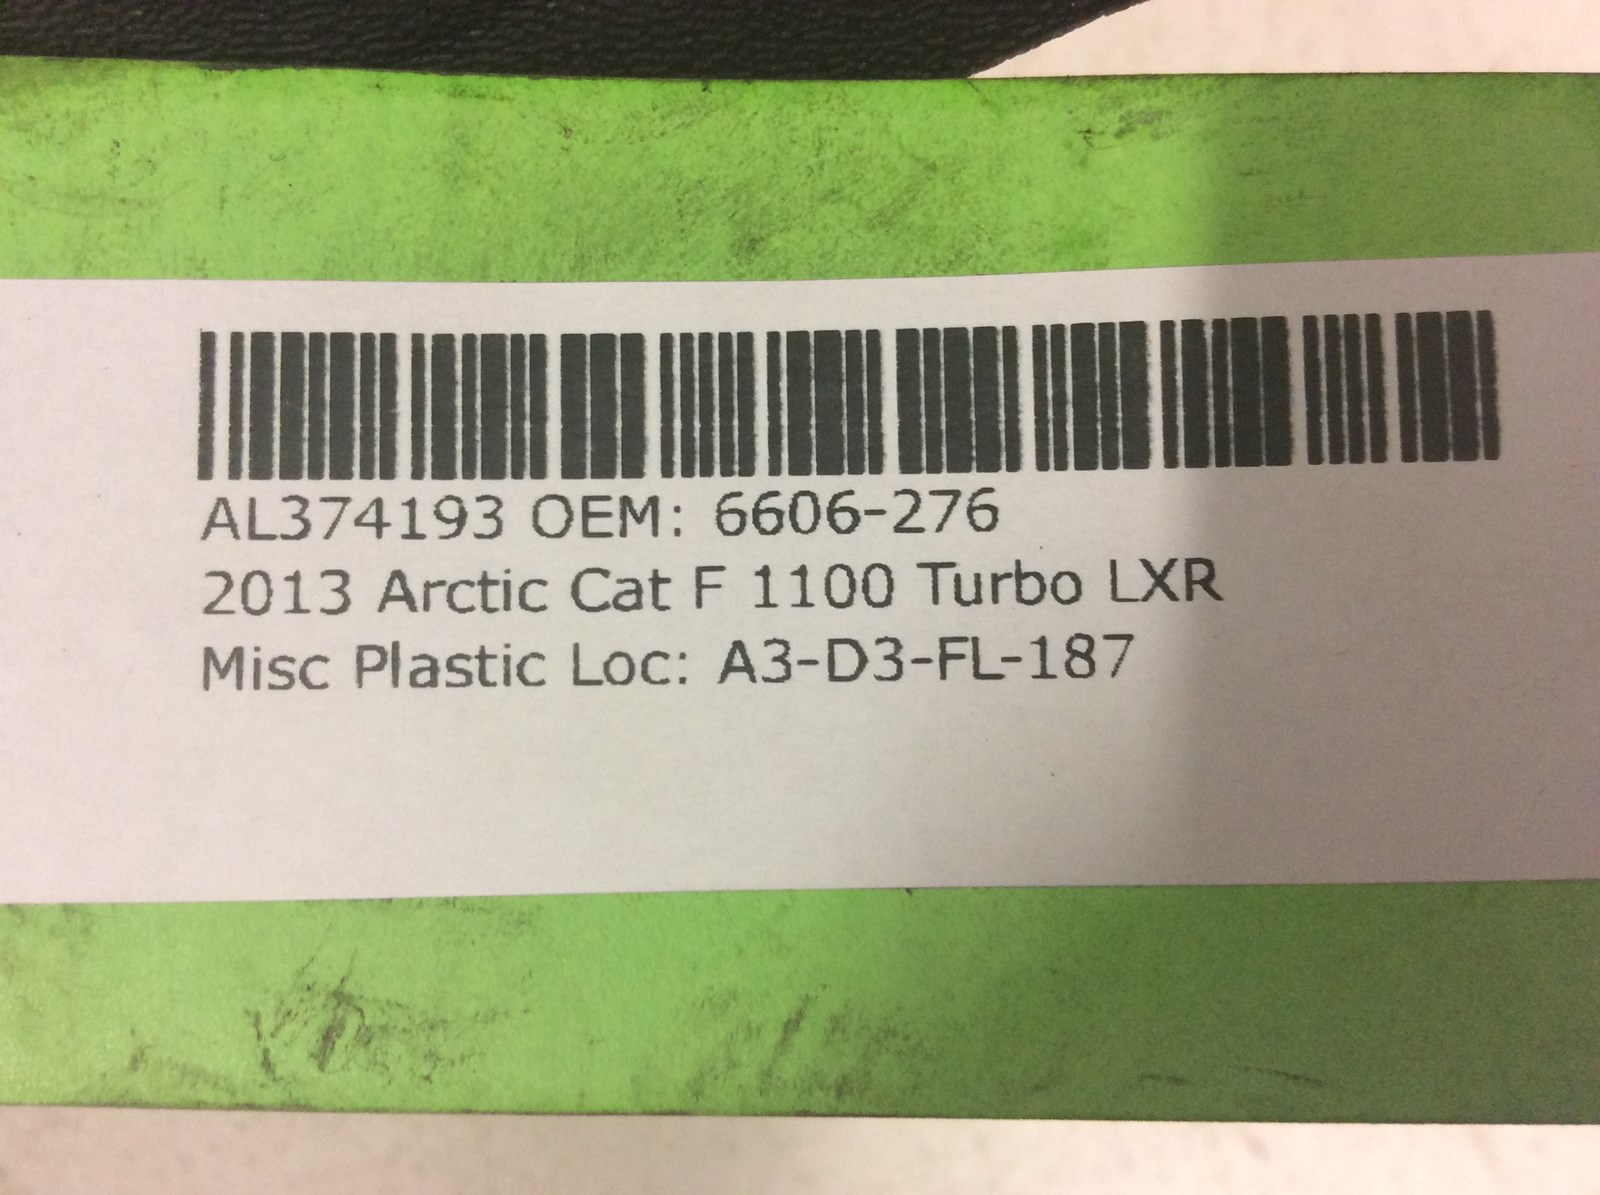 AL374193 OEM: 6606-276
2013 Arctic Cat F 1100 Turbo LXR
Misc Plastic Loc: A3-D3-FL-187